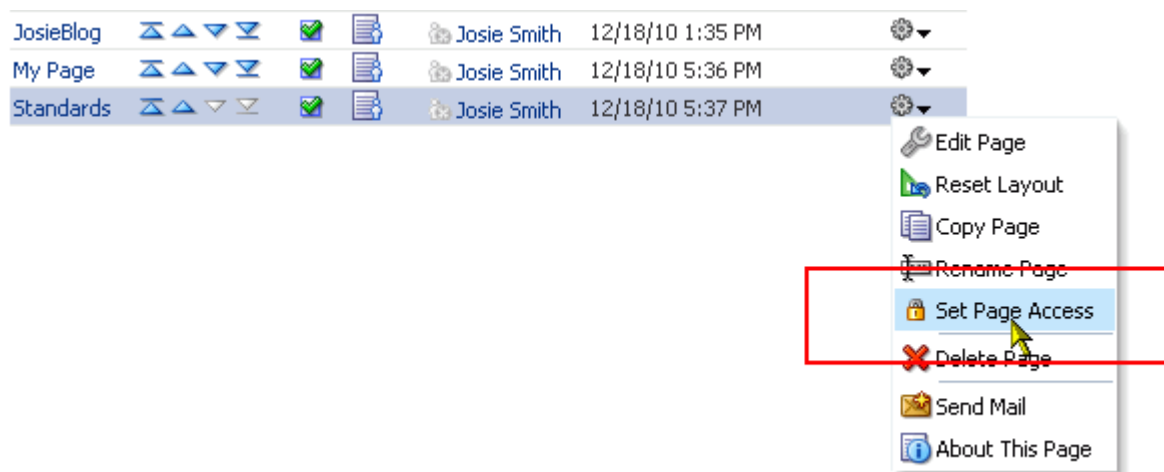 JosieBlog Josie Smith 12/18/10 1:35 PM
My Page Josie Smith 12/18/10 5:36 PM
Standards Josie Smith 12/18/10 5:37 PM
Edit Page
Reset Layout
Copy Page
Rename Page
Set Page Access
Delete Page
Send Mail
About This Page